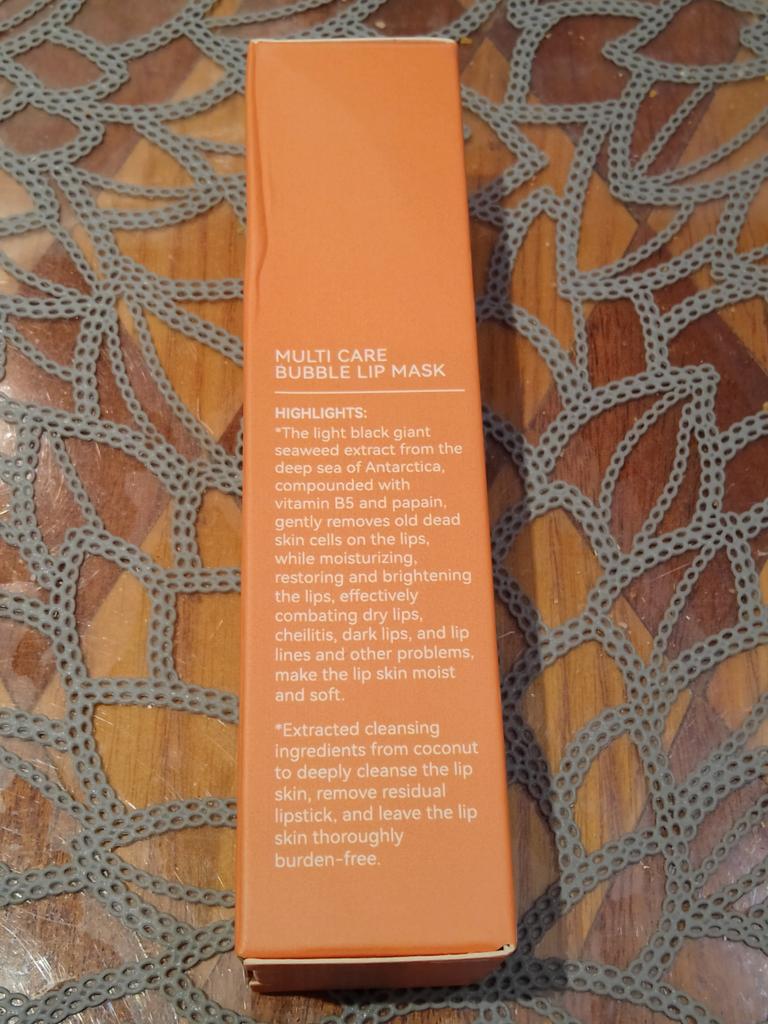 MULTI CARE
BUBBLE LIP MASK
HIGHLIGHTS:
*The light black giant
seaweed extract from the
deep sea of Antarctica,
compounded with
vitamin B5 and papain,
gently removes old dead
skin cells on the lips,
while moisturizing,
restoring and brightening
the lips, effectively
combating dry lips,
cheilitis, dark lips, and lip
lines and other problems,
make the lip skin moist
and soft.
*Extracted cleansing
ingredients from coconut
to deeply cleanse the lip
skin, remove residual
lipstick, and leave the lip
skin thoroughly
burden-free.